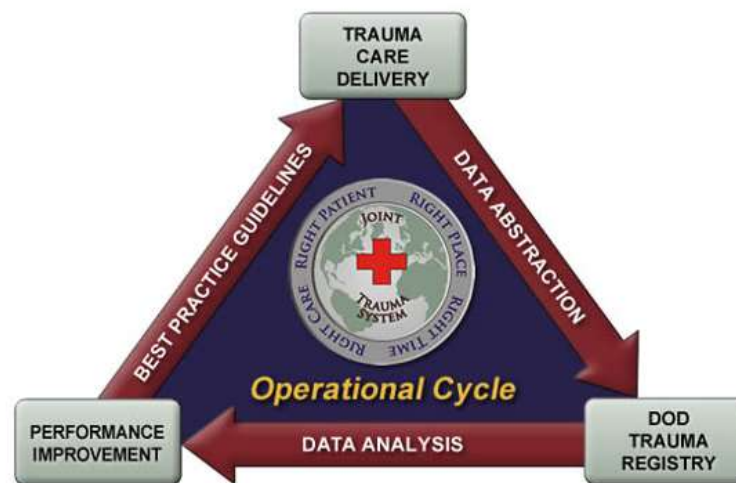 TRAUMA
CARE
DELIVERY
BEST PRACTICE GUIDELINES
DATA ABSTRACTION
RIGHT PATIENT
RIGHT PLACE
RIGHT TIME
RIGHT CARE
JOINT
TRAUMA
SYSTEM
Operational Cycle
PERFORMANCE
IMPROVEMENT
DATA ANALYSIS
DOD
TRAUMA
REGISTRY